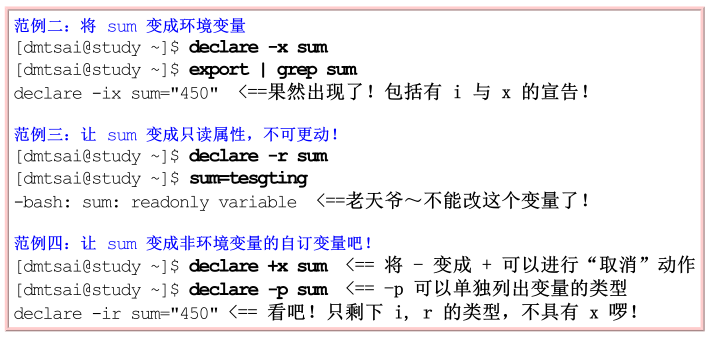 范例二：将 sum 变成环境变量
[dmtsai@study ~]$ declare -x sum
[dmtsai@study ~]$ export | grep sum
declare -ix sum="450" <==果然出现了！包括有 i 与 x 的宣告！
范例三：让 sum 变成只读属性，不可更动！
[dmtsai@study ~]$ declare -r sum
[dmtsai@study ~]$ sum=tesgting
-bash: sum: readonly variable <==老天爷～不能改这个变量了！
范例四：让 sum 变成非环境变量的自订变量吧！
[dmtsai@study ~]$ declare +x sum <== 将 - 变成 + 可以进行“取消”动作
[dmtsai@study ~]$ declare -p sum <== -p 可以单独列出变量的类型
declare -ir sum="450" <== 看吧！只剩下 i, r 的类型，不具有 x 啰！